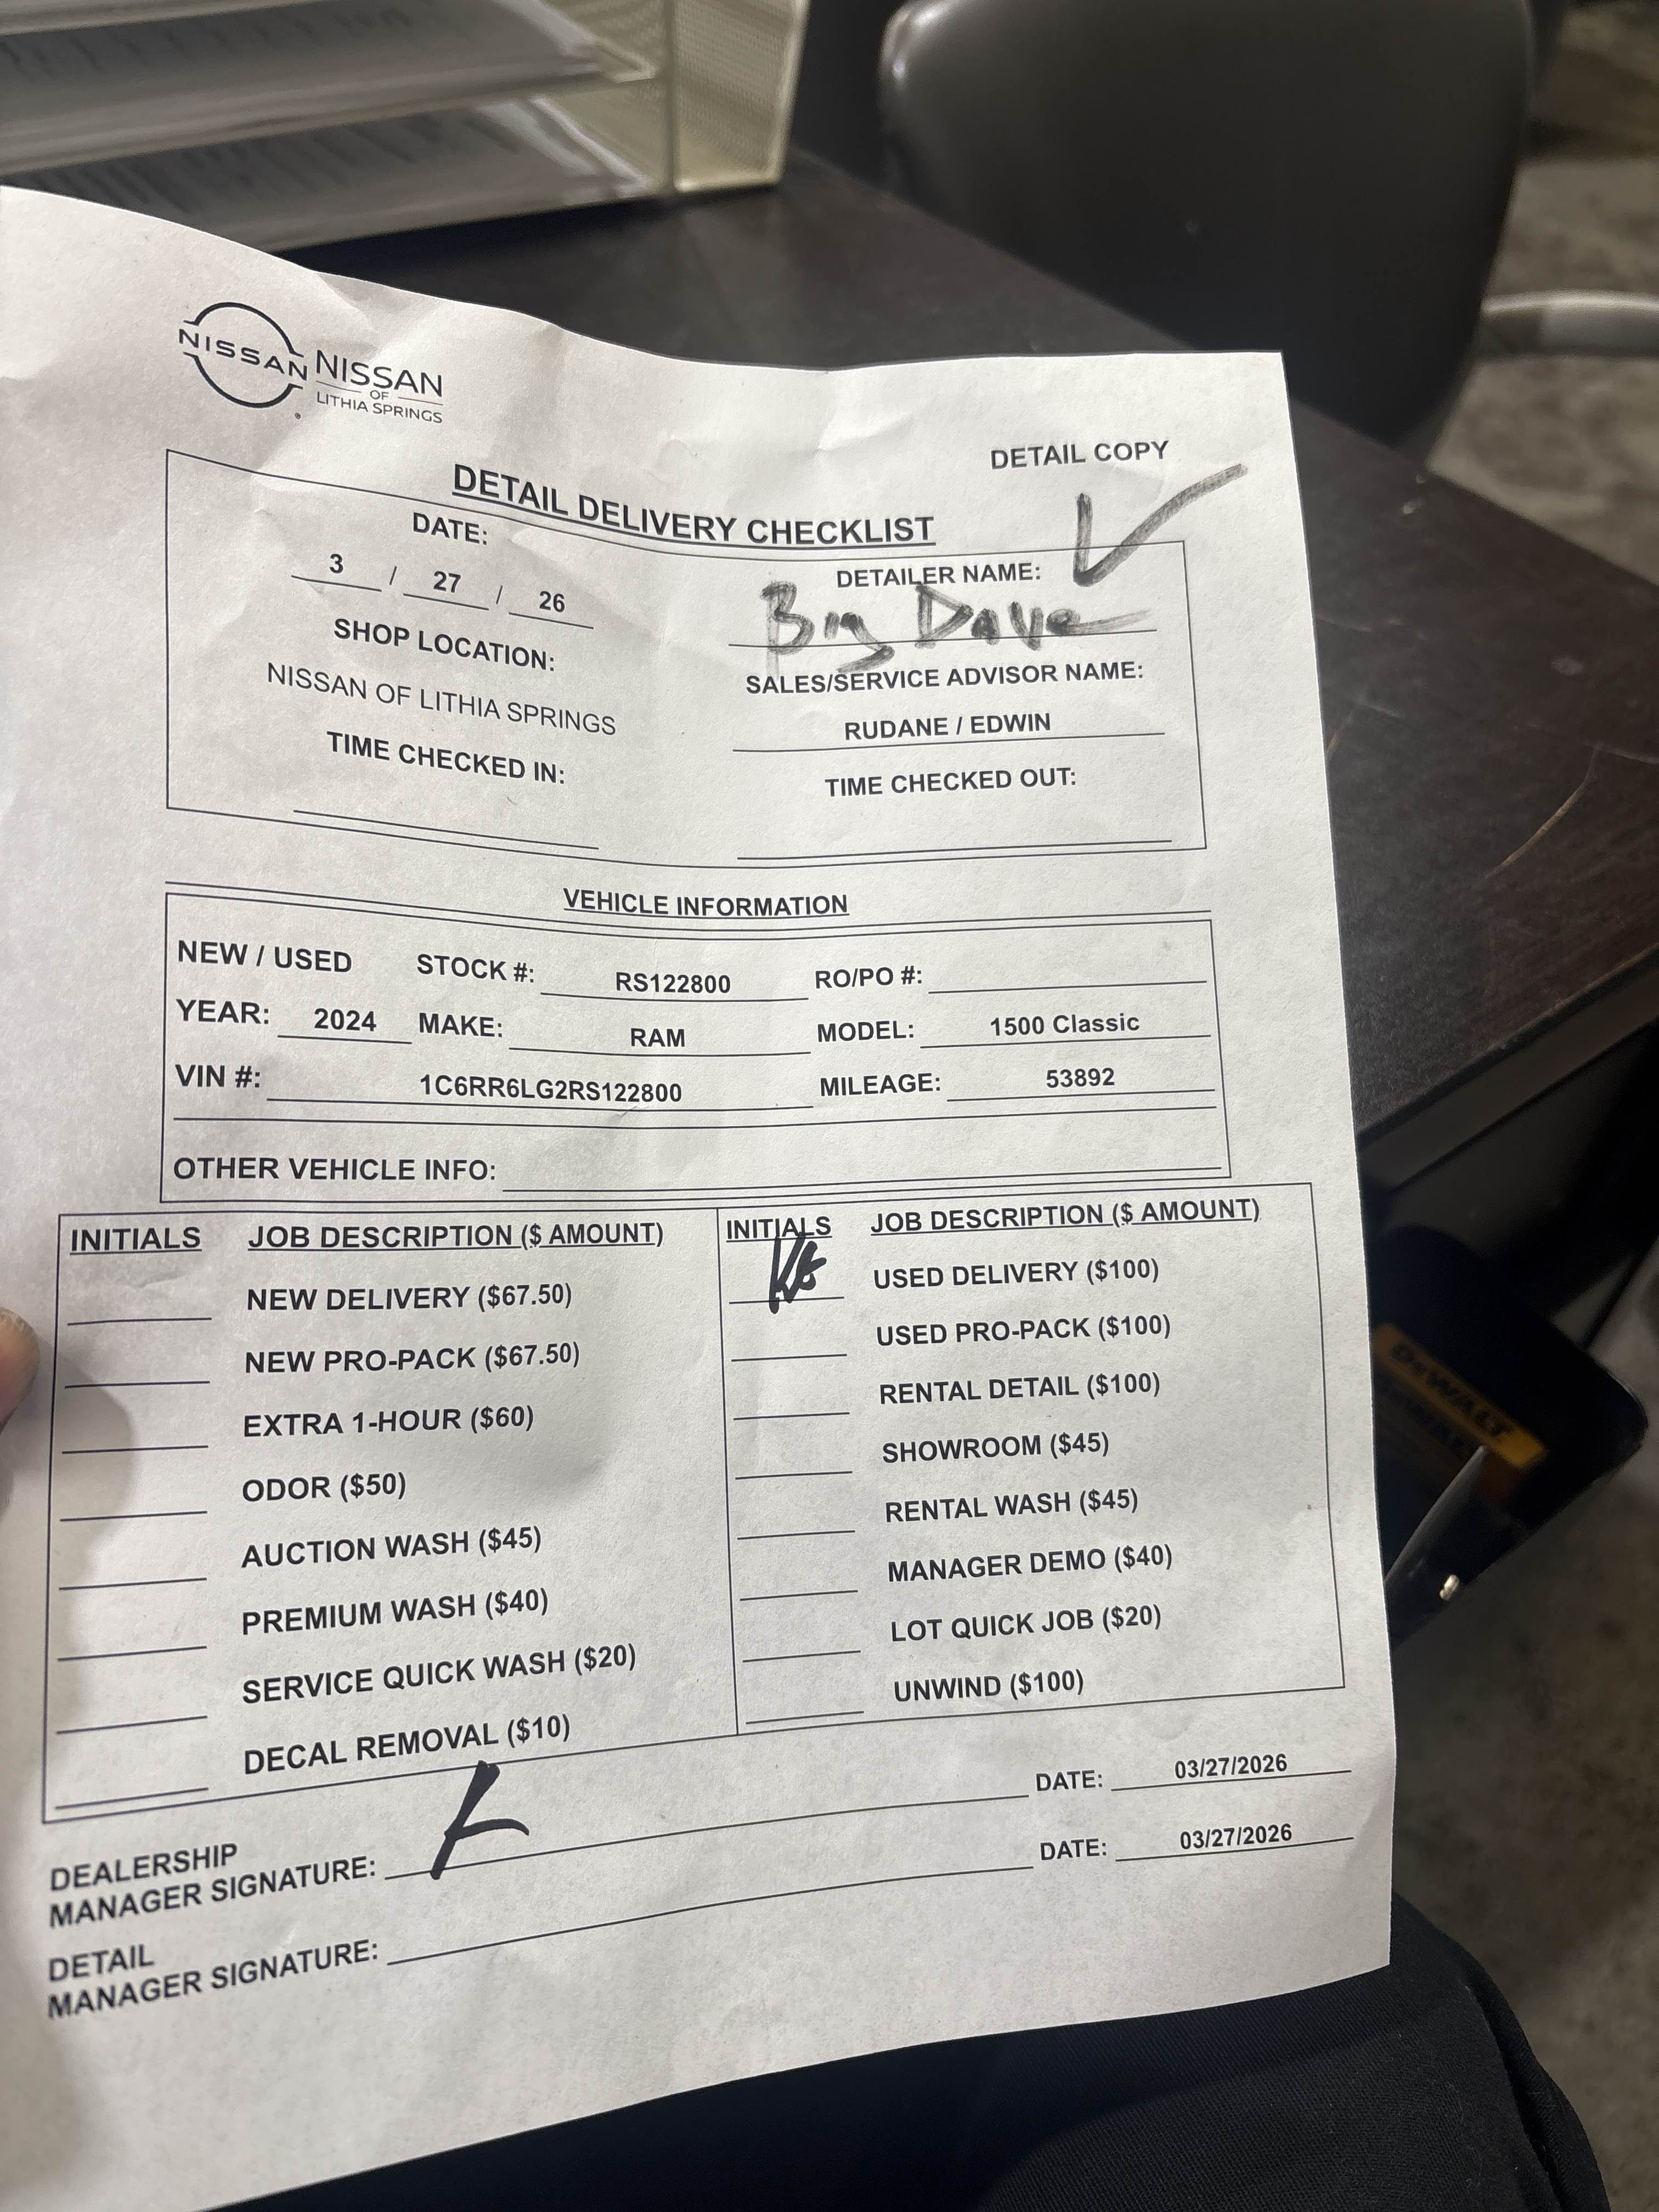 NISSAN NISSAN
OF
LITHIA SPRINGS
DETAIL COPY
DETAIL DELIVERY CHECKLIST
DATE:
3 / 27 / 26
DETAILER NAME:
Big Dave
SHOP LOCATION:
NISSAN OF LITHIA SPRINGS
SALES/SERVICE ADVISOR NAME:
RUDANE / EDWIN
TIME CHECKED IN:
TIME CHECKED OUT:
VEHICLE INFORMATION
NEW / USED STOCK #: RS122800 RO/PO #:
YEAR: 2024 MAKE: RAM MODEL: 1500 Classic
VIN #: 1C6RR6LG2RS122800 MILEAGE: 53892
OTHER VEHICLE INFO:
INITIALS JOB DESCRIPTION ($ AMOUNT)
NEW DELIVERY ($67.50)
NEW PRO-PACK ($67.50)
EXTRA 1-HOUR ($60)
ODOR ($50)
AUCTION WASH ($45)
PREMIUM WASH ($40)
SERVICE QUICK WASH ($20)
DECAL REMOVAL ($10)
INITIALS JOB DESCRIPTION ($ AMOUNT)
USED DELIVERY ($100)
USED PRO-PACK ($100)
RENTAL DETAIL ($100)
SHOWROOM ($45)
RENTAL WASH ($45)
MANAGER DEMO ($40)
LOT QUICK JOB ($20)
UNWIND ($100)
DEALERSHIP
MANAGER SIGNATURE: DATE: 03/27/2026
DETAIL
MANAGER SIGNATURE: DATE: 03/27/2026
DEWALT